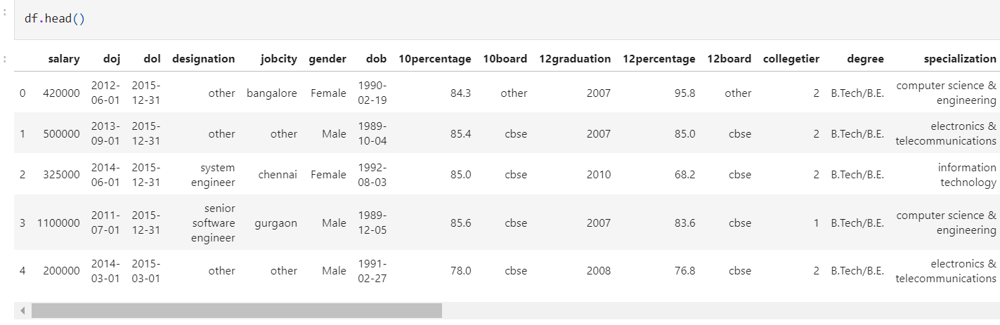 df.head()
salary doj dol designation jobcity gender dob 10percentage 10board 12graduation 12percentage 12board collegetier degree specialization
0 420000 2012-06-01 2015-12-31 other bangalore Female 1990-02-19 84.3 other 2007 95.8 other 2 B.Tech/B.E. computer science & engineering
1 500000 2013-09-01 2015-12-31 other other Male 1989-10-04 85.4 cbse 2007 85.0 cbse 2 B.Tech/B.E. electronics & telecommunications
2 325000 2014-06-01 2015-12-31 system engineer chennai Female 1992-08-03 85.0 cbse 2010 68.2 cbse 2 B.Tech/B.E. information technology
3 1100000 2011-07-01 2015-12-31 senior software engineer gurgaon Male 1989-12-05 85.6 cbse 2007 83.6 cbse 1 B.Tech/B.E. computer science & engineering
4 200000 2014-03-01 2015-03-01 other other Male 1991-02-27 78.0 cbse 2008 76.8 cbse 2 B.Tech/B.E. electronics & telecommunications